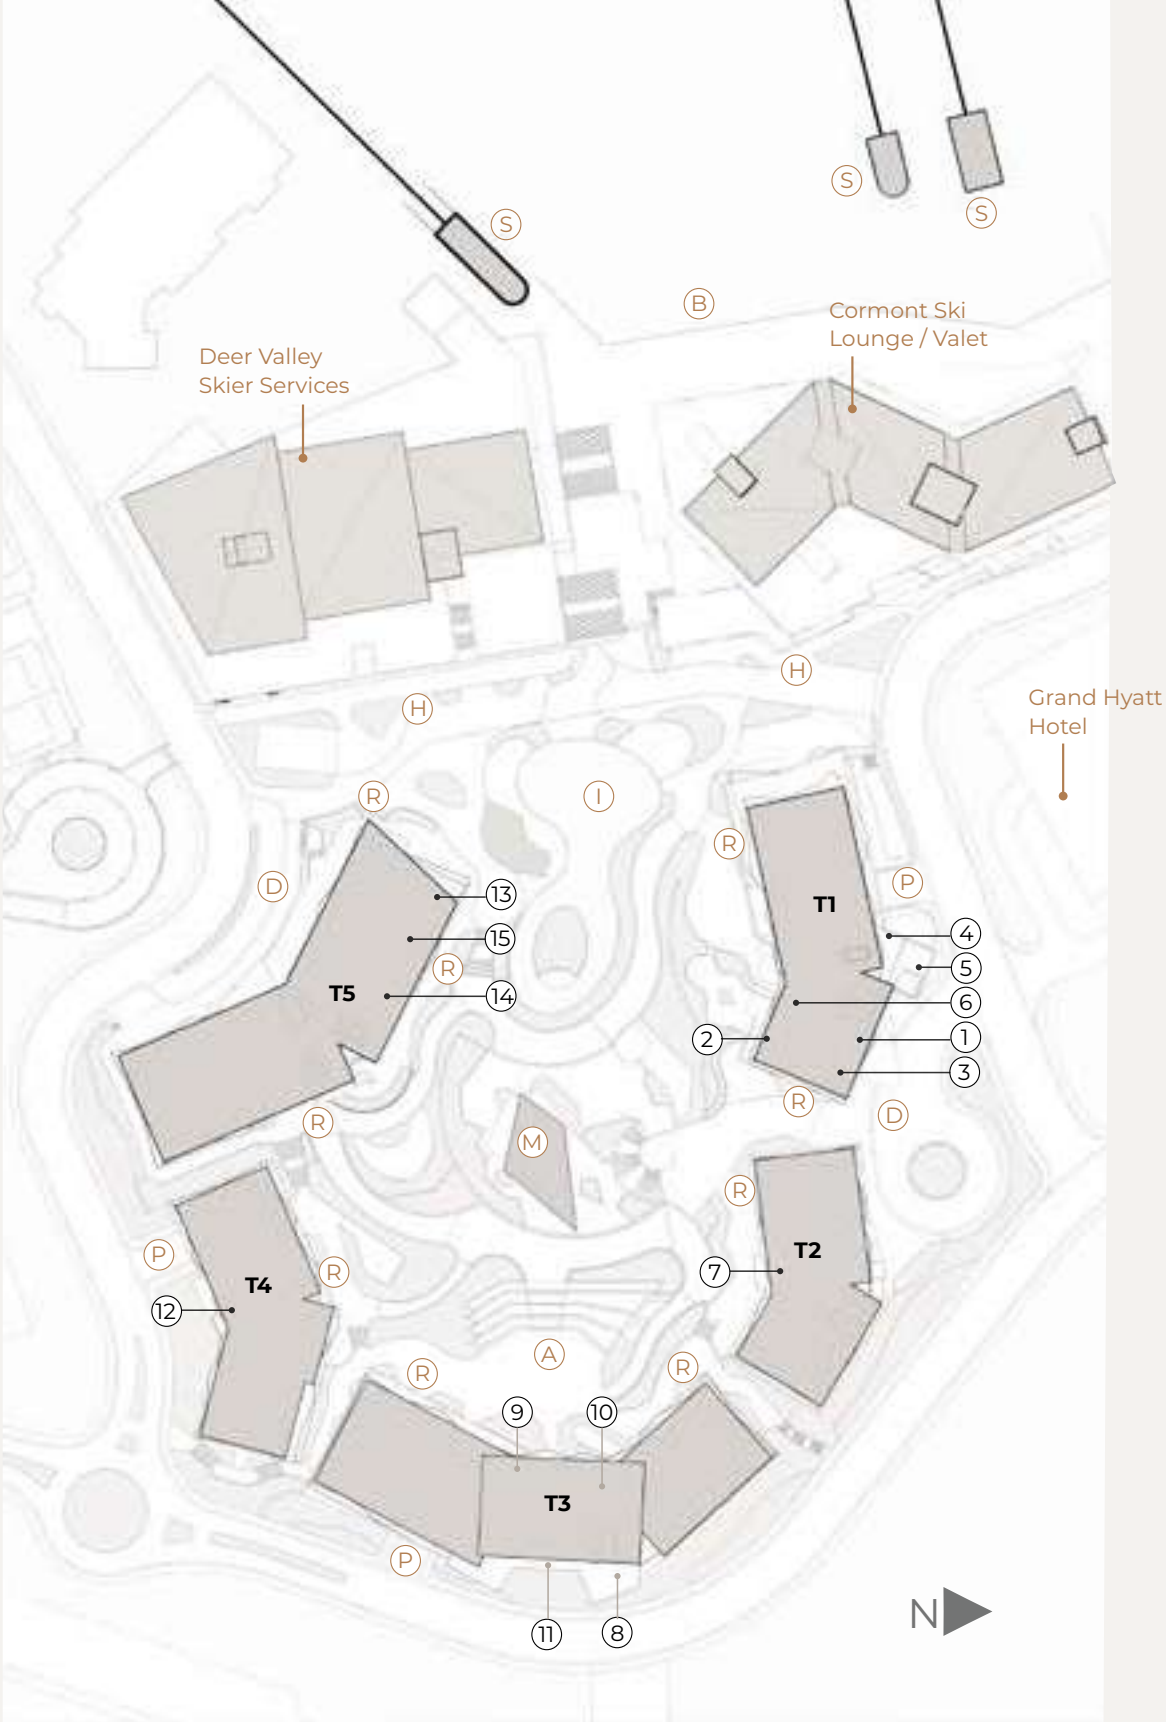 S
S
S
B
Cormont Ski
Lounge / Valet
Deer Valley
Skier Services
H
H
Grand Hyatt
Hotel
R
I
R
D
P
T1
13
4
15
R
5
T5
14
6
2
1
3
R
R
D
M
R
P
T2
R
T4
7
12
A
R
R
9
10
T3
P
N
11
8